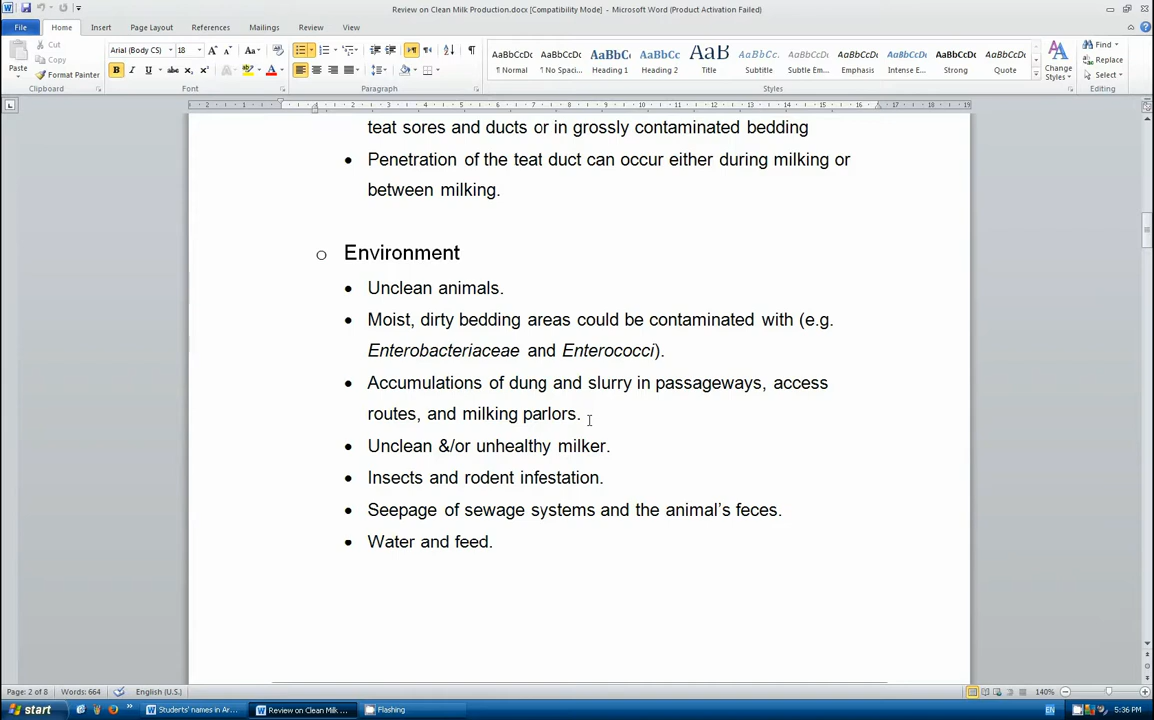 Review on Clean Milk Production.docx [Compatibility Mode] - Microsoft Word (Product Activation Failed)
File Home Insert Page Layout References Mailings Review View
Cut
Copy
Format Painter
Paste
Clipboard
Arial (Body CS) 18
Font
Paragraph
AaBbCcDc AaBbCcDc AaBbC AaBbCc AaB AaBbCcL AaBbCcDc AaBbCcDc AaBbCcDc AaBbCcDc AaBbCcDc
¶ Normal ¶ No Spaci... Heading 1 Heading 2 Title Subtitle Subtle Em... Emphasis Intense E... Strong Quote
Styles
Change
Styles
Find
Replace
Select
Editing
teat sores and ducts or in grossly contaminated bedding
• Penetration of the teat duct can occur either during milking or
between milking.
o Environment
• Unclean animals.
• Moist, dirty bedding areas could be contaminated with (e.g.
Enterobacteriaceae and Enterococci).
• Accumulations of dung and slurry in passageways, access
routes, and milking parlors.
• Unclean &/or unhealthy milker.
• Insects and rodent infestation.
• Seepage of sewage systems and the animal's feces.
• Water and feed.
Page: 2 of 8 Words: 664 English (U.S.) 140%
start Students' names in Ar... Review on Clean Milk ... Flashing EN 5:36 PM